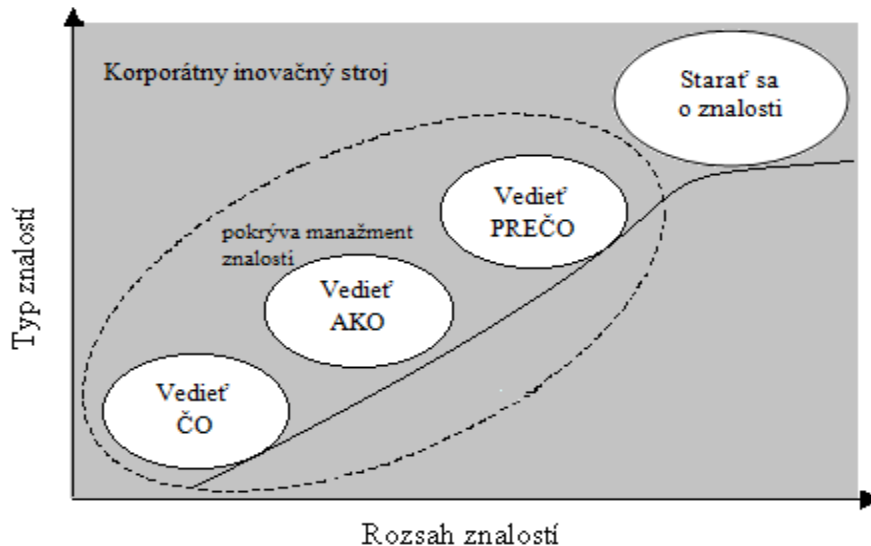 Korporátny inovačný stroj
Starať sa
o znalosti
Vedieť
PREČO
pokrýva manažment
znalosti
Vedieť
AKO
Vedieť
ČO
Typ znalostí
Rozsah znalostí